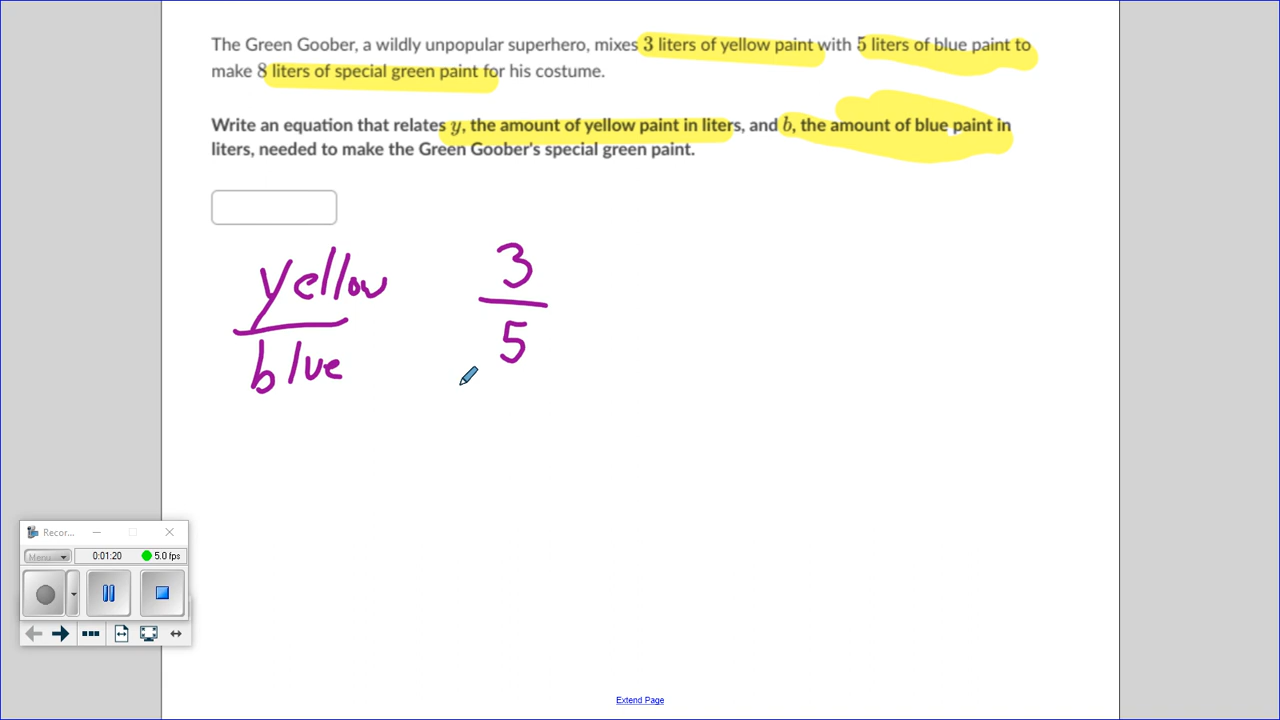 The Green Goober, a wildly unpopular superhero, mixes 3 liters of yellow paint with 5 liters of blue paint to
make 8 liters of special green paint for his costume.
Write an equation that relates y, the amount of yellow paint in liters, and b, the amount of blue paint in
liters, needed to make the Green Goober's special green paint.
yellow
blue
3
5
Recor...
Menu
0:01:20
5.0 fps
Extend Page